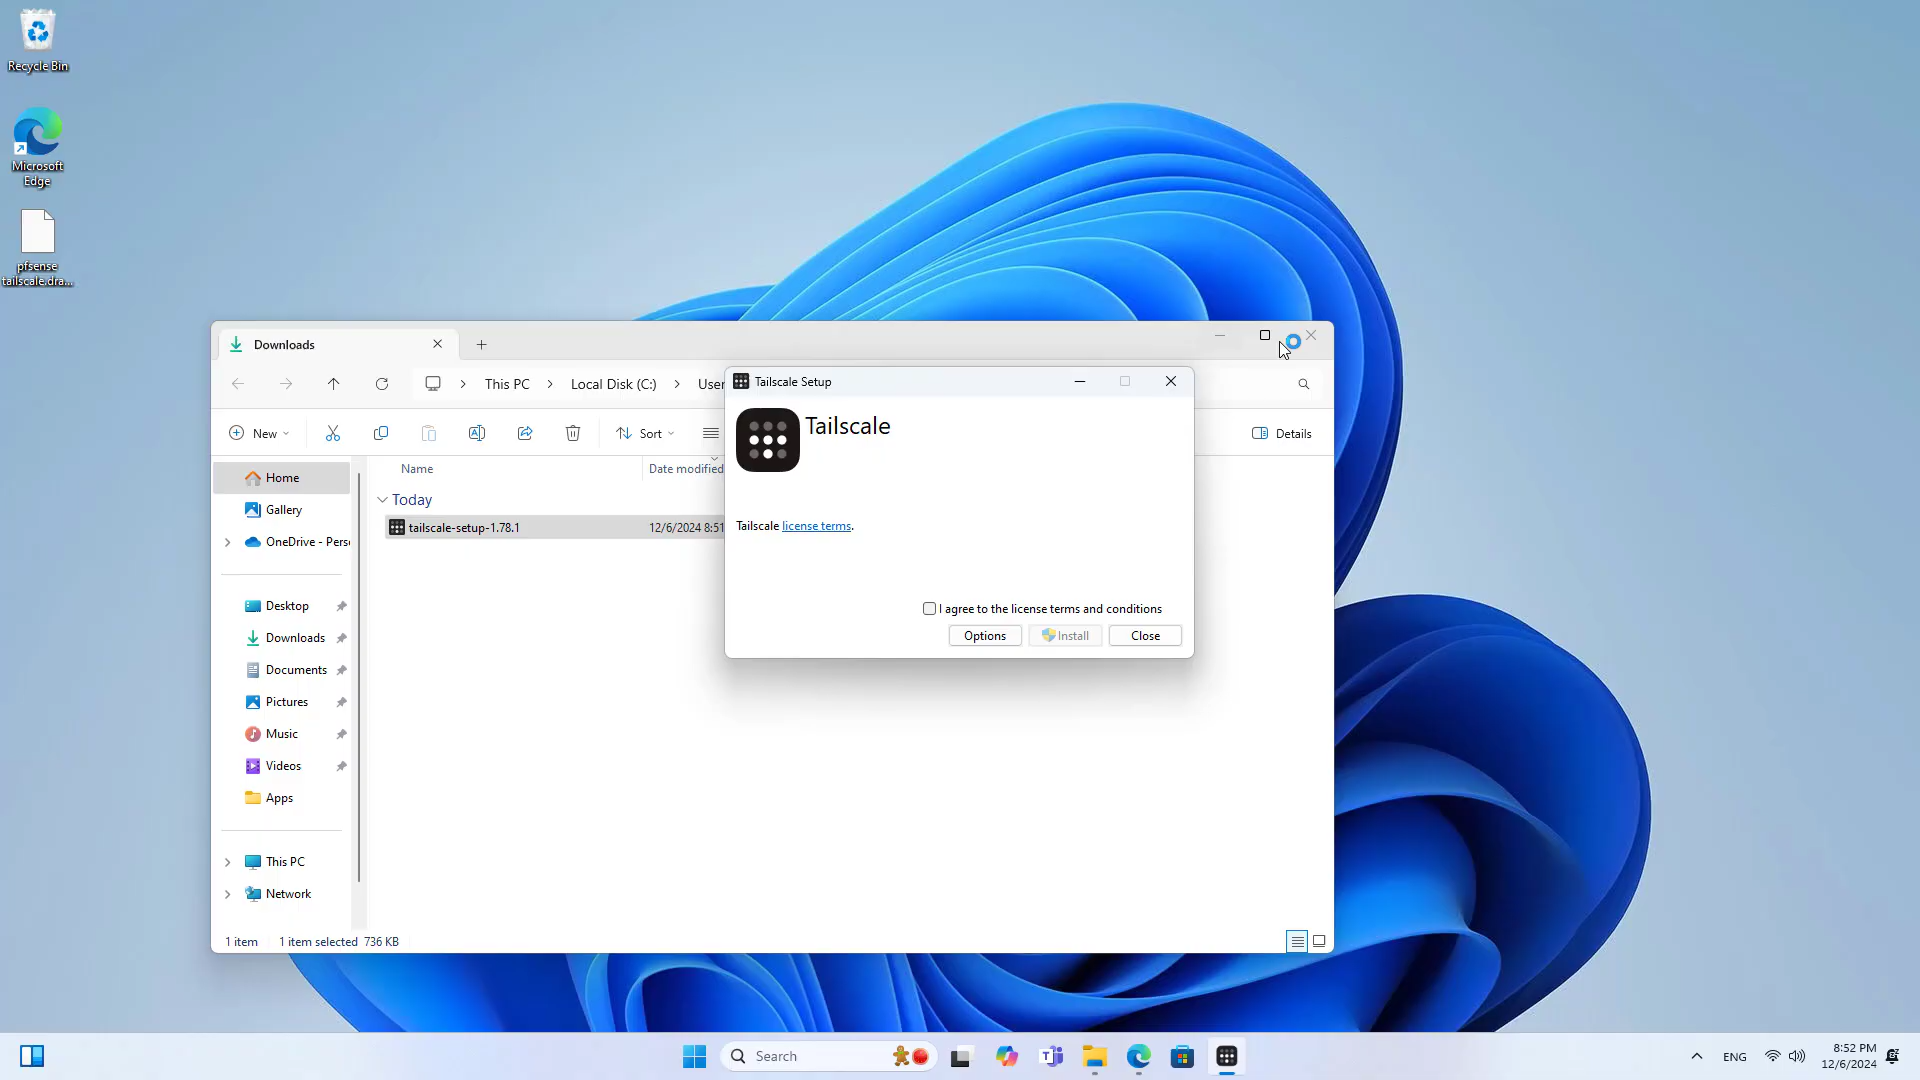 Recycle Bin
Microsoft
Edge
pfsense
tailscale.dra...
Downloads
This PC
Local Disk (C:)
User
New
Sort
Details
Home
Gallery
OneDrive - Pers
Desktop
Downloads
Documents
Pictures
Music
Videos
Apps
This PC
Network
Name
Date modified
Today
tailscale-setup-1.78.1
12/6/2024 8:51
1 item
1 item selected
736 KB
Tailscale Setup
Tailscale
Tailscale license terms.
I agree to the license terms and conditions
Options
Install
Close
Search
ENG
8:52 PM
12/6/2024